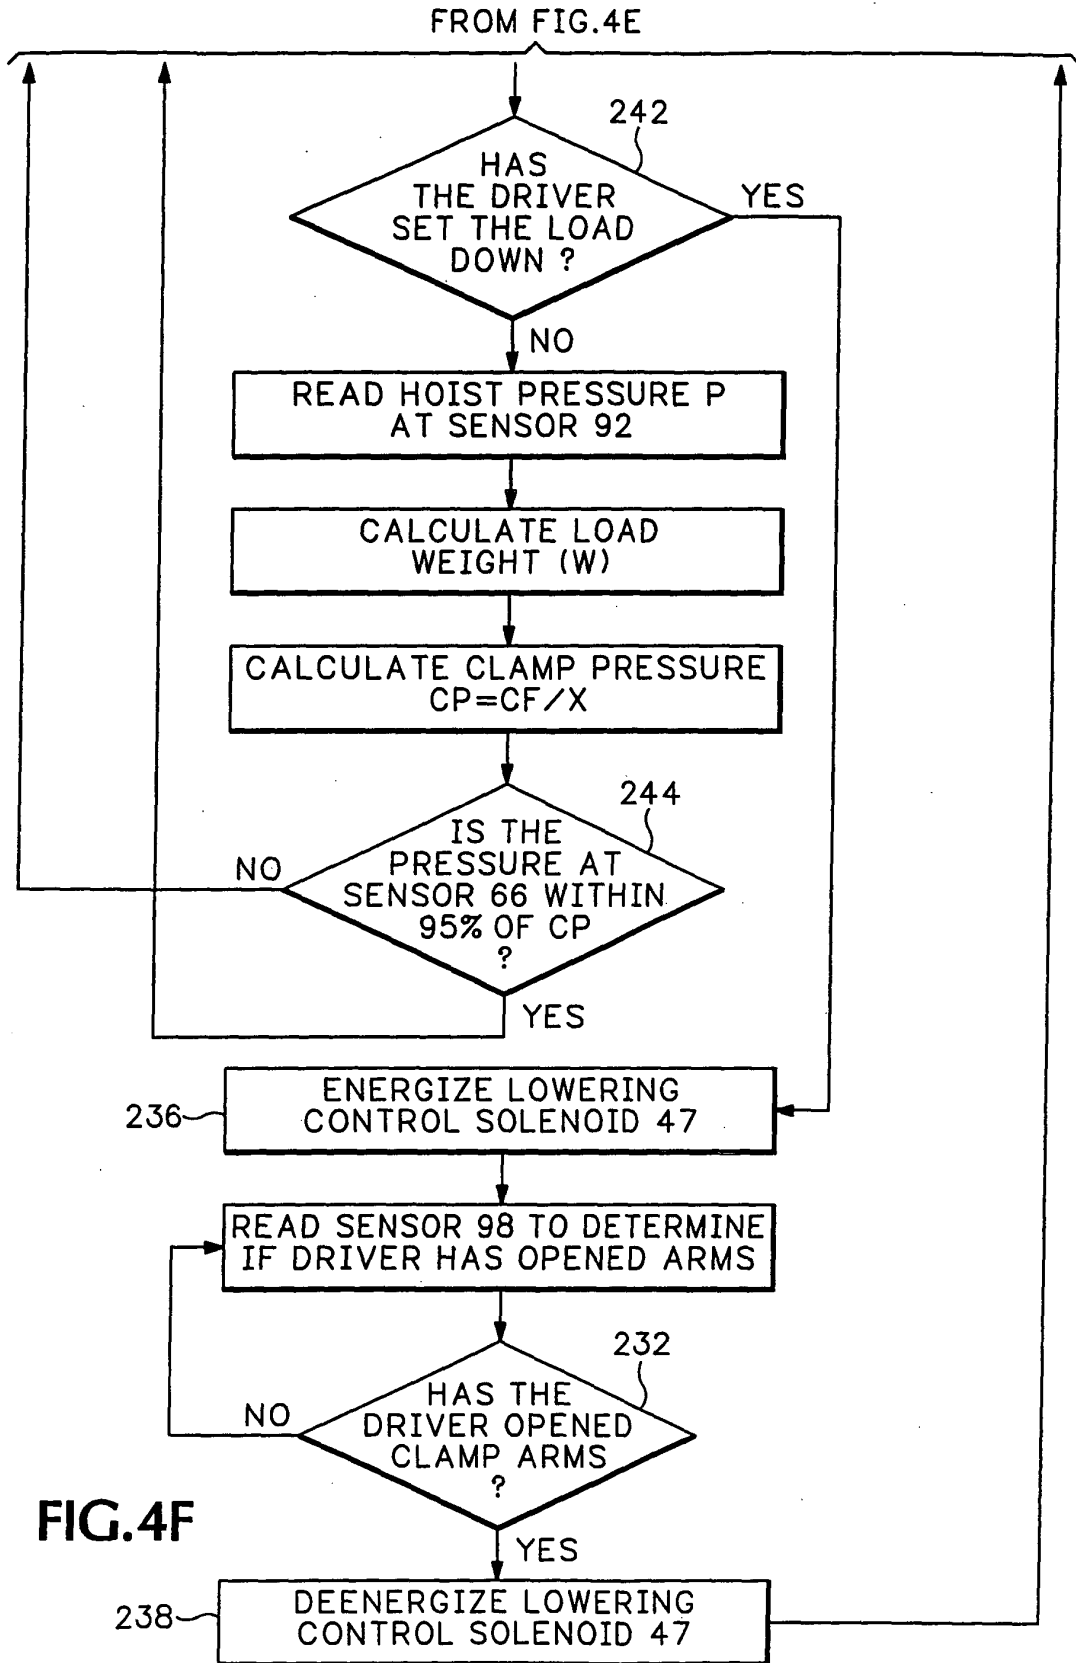 FROM FIG.4E
242
HAS
THE DRIVER
SET THE LOAD
DOWN ?
YES
NO
READ HOIST PRESSURE P
AT SENSOR 92
CALCULATE LOAD
WEIGHT (W)
CALCULATE CLAMP PRESSURE
CP=CF/X
244
IS THE
PRESSURE AT
SENSOR 66 WITHIN
95% OF CP
?
NO
YES
236
ENERGIZE LOWERING
CONTROL SOLENOID 47
READ SENSOR 98 TO DETERMINE
IF DRIVER HAS OPENED ARMS
232
HAS THE
DRIVER OPENED
CLAMP ARMS
?
NO
YES
FIG.4F
238
DEENERGIZE LOWERING
CONTROL SOLENOID 47